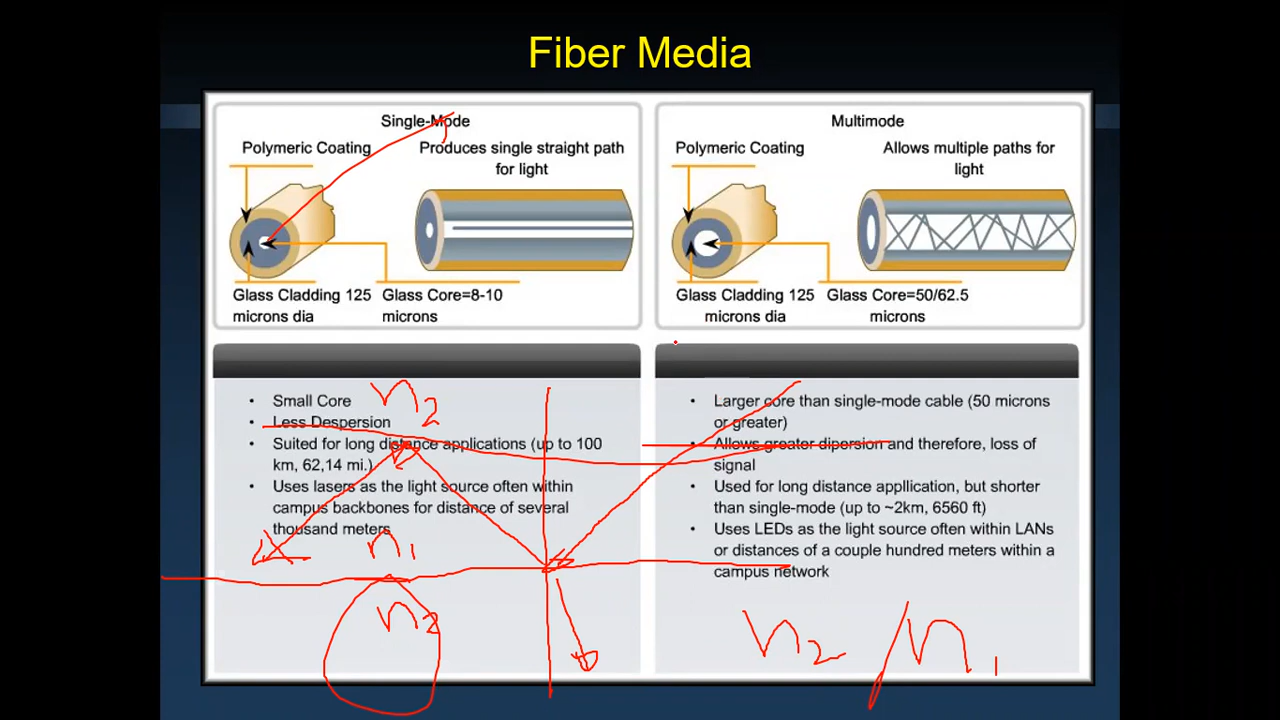 Fiber Media
Single-Mode
Polymeric Coating
Produces single straight path
for light
Glass Cladding 125
microns dia
Glass Core=8-10
microns
Multimode
Polymeric Coating
Allows multiple paths for
light
Glass Cladding 125
microns dia
Glass Core=50/62.5
microns
• Small Core
• Less Despersion
• Suited for long distance applications (up to 100
km, 62,14 mi.)
• Uses lasers as the light source often within
campus backbones for distance of several
thousand meters
n2
n1
n2
• Larger core than single-mode cable (50 microns
or greater)
• Allows greater dipersion and therefore, loss of
signal
• Used for long distance appllication, but shorter
than single-mode (up to ~2km, 6560 ft)
• Uses LEDs as the light source often within LANs
or distances of a couple hundred meters within a
campus network
n2 / n1